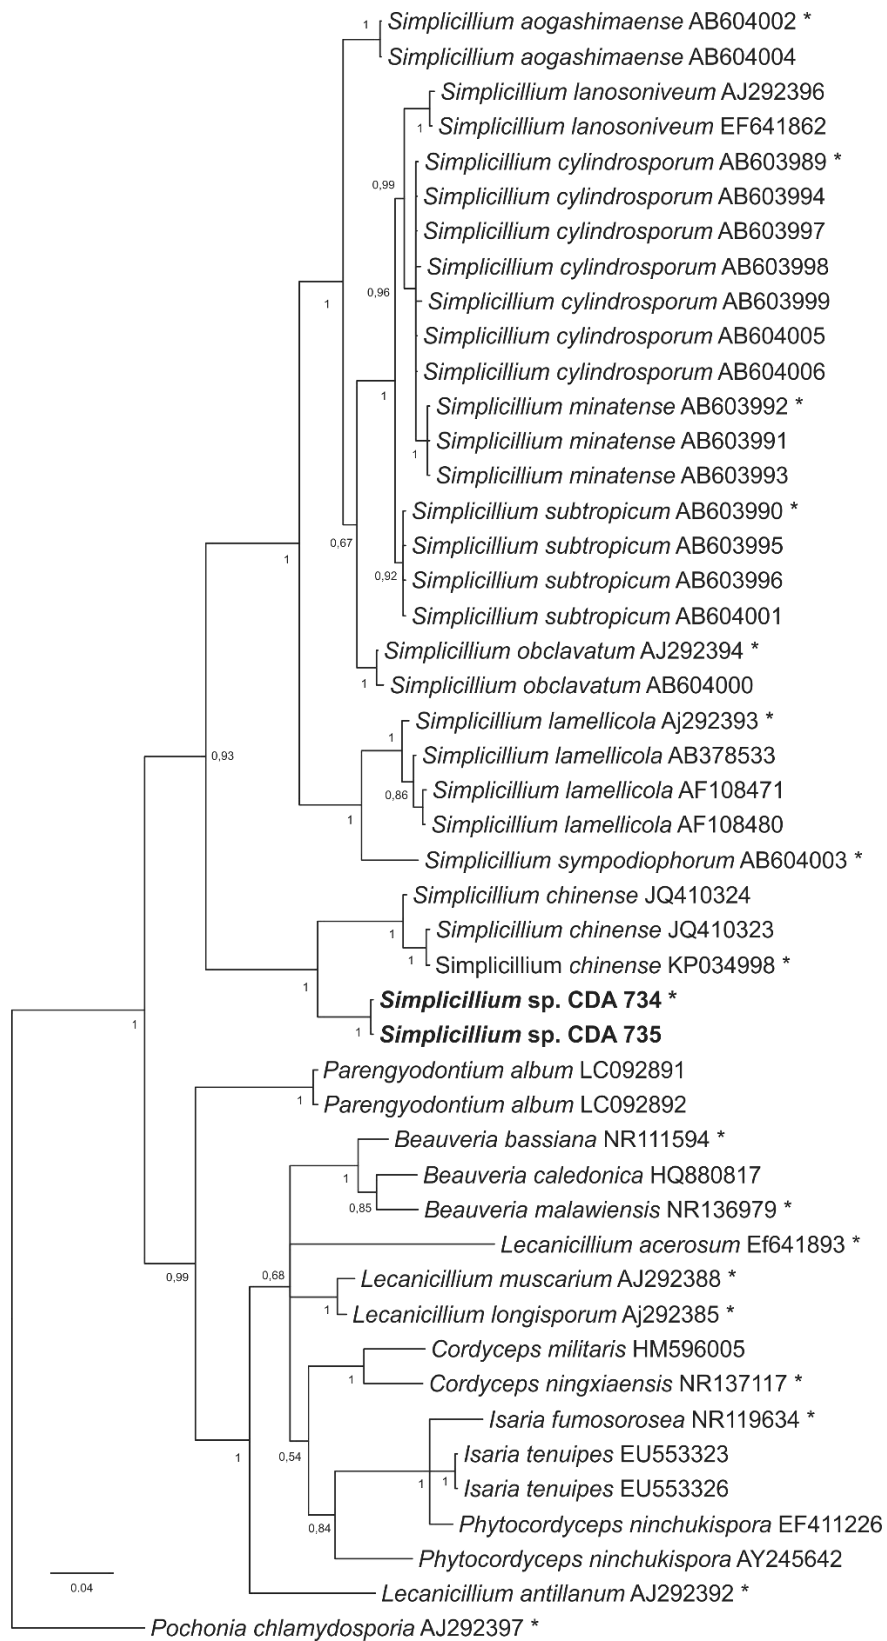 1
Simplicillium aogashimaense AB604002 *
Simplicillium aogashimaense AB604004
Simplicillium lanosoniveum AJ292396
1
Simplicillium lanosoniveum EF641862
Simplicillium cylindrosporum AB603989 *
0,99
Simplicillium cylindrosporum AB603994
Simplicillium cylindrosporum AB603997
Simplicillium cylindrosporum AB603998
0,96
1
Simplicillium cylindrosporum AB603999
Simplicillium cylindrosporum AB604005
Simplicillium cylindrosporum AB604006
1
Simplicillium minatense AB603992 *
Simplicillium minatense AB603991
1
Simplicillium minatense AB603993
Simplicillium subtropicum AB603990 *
0,67
Simplicillium subtropicum AB603995
1
0,92
Simplicillium subtropicum AB603996
Simplicillium subtropicum AB604001
Simplicillium obclavatum AJ292394 *
1
Simplicillium obclavatum AB604000
Simplicillium lamellicola Aj292393 *
1
0,93
Simplicillium lamellicola AB378533
0,86
Simplicillium lamellicola AF108471
1
Simplicillium lamellicola AF108480
Simplicillium sympodiophorum AB604003 *
Simplicillium chinense JQ410324
1
Simplicillium chinense JQ410323
1
Simplicillium chinense KP034998 *
1
Simplicillium sp. CDA 734 *
1
1
Simplicillium sp. CDA 735
Parengyodontium album LC092891
1
Parengyodontium album LC092892
Beauveria bassiana NR111594 *
1
Beauveria caledonica HQ880817
0,85
Beauveria malawiensis NR136979 *
Lecanicillium acerosum Ef641893 *
0,99
0,68
Lecanicillium muscarium AJ292388 *
1
Lecanicillium longisporum Aj292385 *
Cordyceps militaris HM596005
1
Cordyceps ningxiaensis NR137117 *
Isaria fumosorosea NR119634 *
1
0,54
Isaria tenuipes EU553323
1
1
Isaria tenuipes EU553326
0,84
Phytocordyceps ninchukispora EF411226
Phytocordyceps ninchukispora AY245642
0.04
Lecanicillium antillanum AJ292392 *
Pochonia chlamydosporia AJ292397 *